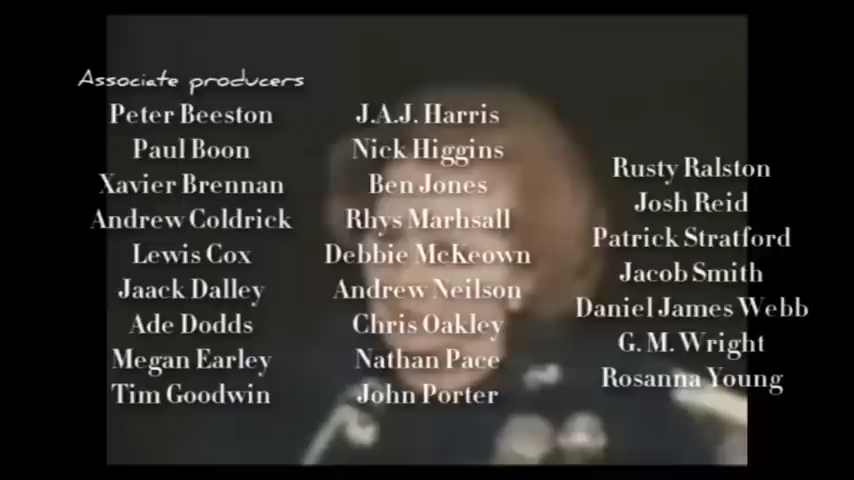 Associate producers
Peter Beeston
Paul Boon
Xavier Brennan
Andrew Coldrick
Lewis Cox
Jaack Dalley
Ade Dodds
Megan Earley
Tim Goodwin
J.A.J. Harris
Nick Higgins
Ben Jones
Rhys Marhsall
Debbie McKeown
Andrew Neilson
Chris Oakley
Nathan Pace
John Porter
Rusty Ralston
Josh Reid
Patrick Stratford
Jacob Smith
Daniel James Webb
G. M. Wright
Rosanna Young